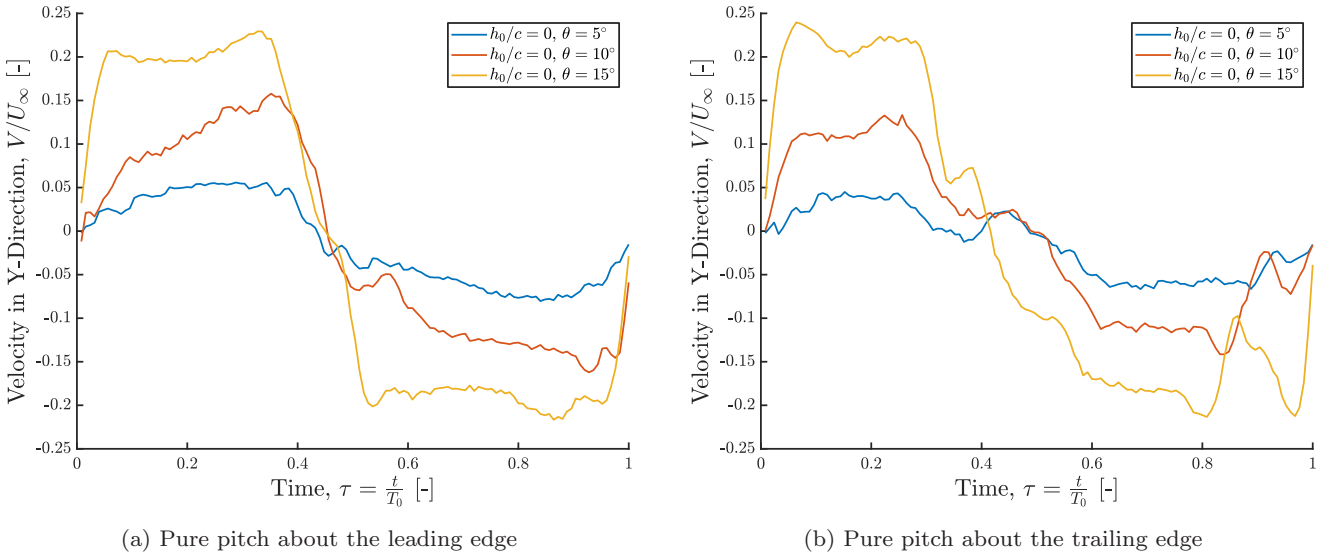 0.25
0.2
0.15
0.1
0.05
0
-0.05
-0.1
-0.15
-0.2
-0.25
Velocity in Y-Direction, V/U∞ [-]
h₀/c = 0, θ = 5°
h₀/c = 0, θ = 10°
h₀/c = 0, θ = 15°
0 0.2 0.4 0.6 0.8 1
Time, τ = t/T₀ [-]
(a) Pure pitch about the leading edge
0.25
0.2
0.15
0.1
0.05
0
-0.05
-0.1
-0.15
-0.2
-0.25
Velocity in Y-Direction, V/U∞ [-]
h₀/c = 0, θ = 5°
h₀/c = 0, θ = 10°
h₀/c = 0, θ = 15°
0 0.2 0.4 0.6 0.8 1
Time, τ = t/T₀ [-]
(b) Pure pitch about the trailing edge